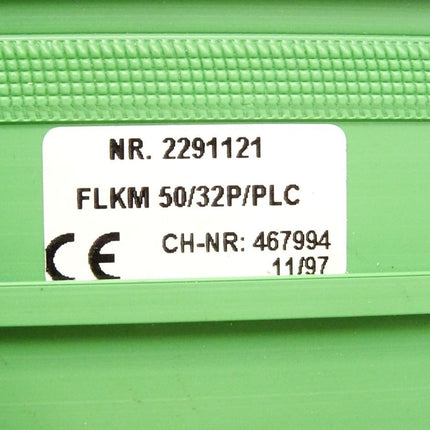 NR. 2291121
FLKM 50/32P/PLC
CE CH-NR: 467994
11/97